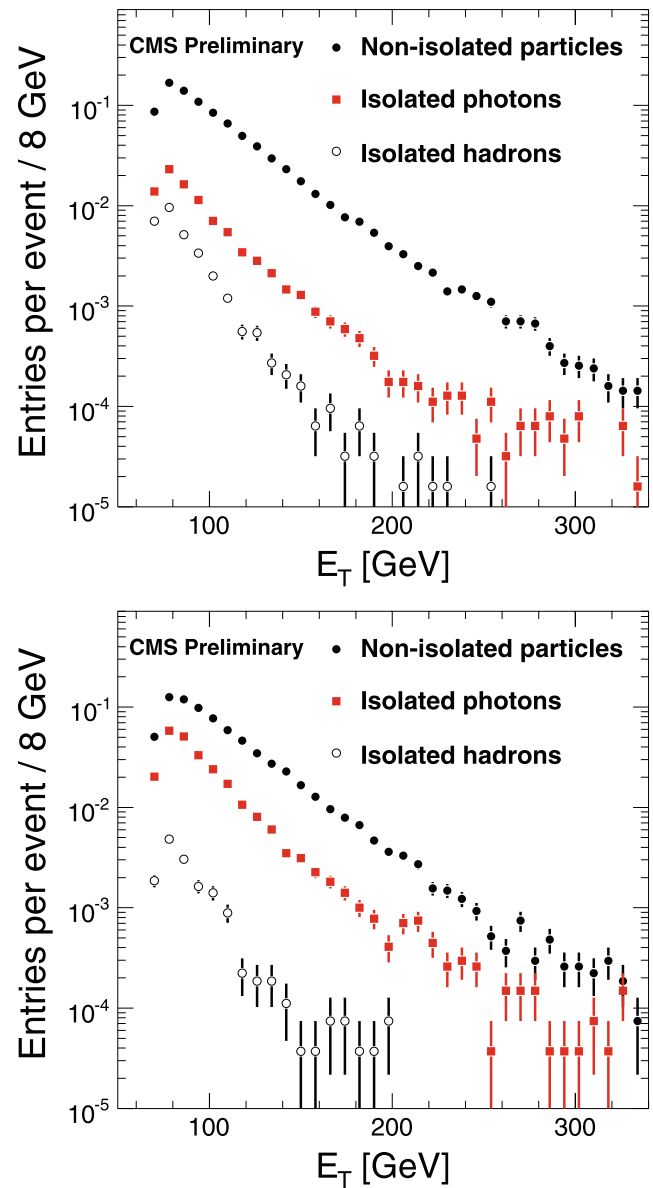 CMS Preliminary
Non-isolated particles
Isolated photons
Isolated hadrons
Entries per event / 8 GeV
10^-1
10^-2
10^-3
10^-4
10^-5
100 200 300
E_T [GeV]
CMS Preliminary
Non-isolated particles
Isolated photons
Isolated hadrons
Entries per event / 8 GeV
10^-1
10^-2
10^-3
10^-4
10^-5
100 200 300
E_T [GeV]